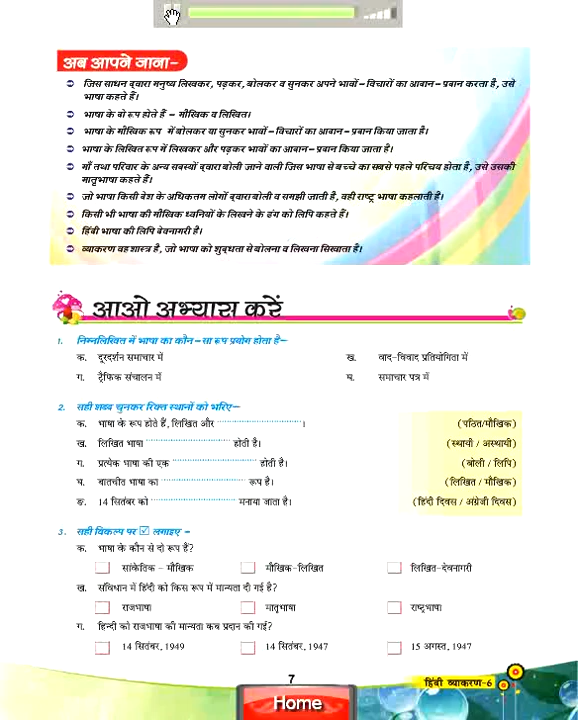 अब आपने जाना-
जिस साधन द्वारा मनुष्य लिखकर, पढ़कर, बोलकर व सुनकर अपने भावों-विचारों का आदान-प्रदान करता है, उसे
भाषा कहते हैं।
भाषा के दो रूप होते हैं - मौखिक व लिखित।
भाषा के मौखिक रूप में बोलकर या सुनकर भावों-विचारों का आदान-प्रदान किया जाता है।
भाषा के लिखित रूप में लिखकर और पढ़कर भावों-विचारों का आदान-प्रदान किया जाता है।
माँ तथा परिवार के अन्य सदस्यों द्वारा बोली जाने वाली जिस भाषा से बच्चे का सबसे पहले परिचय होता है, उसे उसकी
मातृभाषा कहते हैं।
जो भाषा किसी देश के अधिकतम लोगों द्वारा बोली व समझी जाती है, वही राष्ट्र भाषा कहलाती है।
किसी भी भाषा की मौखिक ध्वनियों के लिखने के ढंग को लिपि कहते हैं।
हिंदी भाषा की लिपि देवनागरी है।
व्याकरण वह शास्त्र है, जो भाषा को शुद्धता से बोलना व लिखना सिखाता है।
आओ अभ्यास करें
1. निम्नलिखित में भाषा का कौन-सा रूप प्रयोग होता है-
क. दूरदर्शन समाचार में ख. वाद-विवाद प्रतियोगिता में
ग. ट्रैफिक संचालन में घ. समाचार पत्र में
2. सही शब्द चुनकर रिक्त स्थानों को भरिए-
क. भाषा के रूप होते हैं, लिखित और ........................ । (पठित/मौखिक)
ख. लिखित भाषा ........................ होती है। (स्थायी / अस्थायी)
ग. प्रत्येक भाषा की एक ........................ होती है। (बोली / लिपि)
घ. बातचीत भाषा का ........................ रूप है। (लिखित / मौखिक)
ङ. 14 सितंबर को ........................ मनाया जाता है। (हिंदी दिवस / अंग्रेजी दिवस)
3. सही विकल्प पर ☑ लगाइए -
क. भाषा के कौन से दो रूप हैं?
सांकेतिक - मौखिक मौखिक-लिखित लिखित-देवनागरी
ख. संविधान में हिंदी को किस रूप में मान्यता दी गई है?
राजभाषा मातृभाषा राष्ट्रभाषा
ग. हिन्दी को राजभाषा की मान्यता कब प्रदान की गई?
14 सितंबर, 1949 14 सितंबर, 1947 15 अगस्त, 1947
7
हिंदी व्याकरण-6
Home